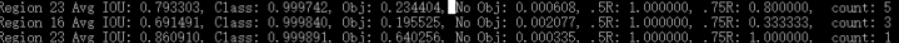 Region 23 Avg IOU: 0.793303, Class: 0.999742, Obj: 0.234404, No Obj: 0.000608, .5R: 1.000000, .75R: 0.800000,  count: 5
Region 16 Avg IOU: 0.691491, Class: 0.999840, Obj: 0.195525, No Obj: 0.002077, .5R: 1.000000, .75R: 0.333333,  count: 3
Region 23 Avg IOU: 0.860910, Class: 0.999891, Obj: 0.640256, No Obj: 0.000335, .5R: 1.000000, .75R: 1.000000,  count: 1